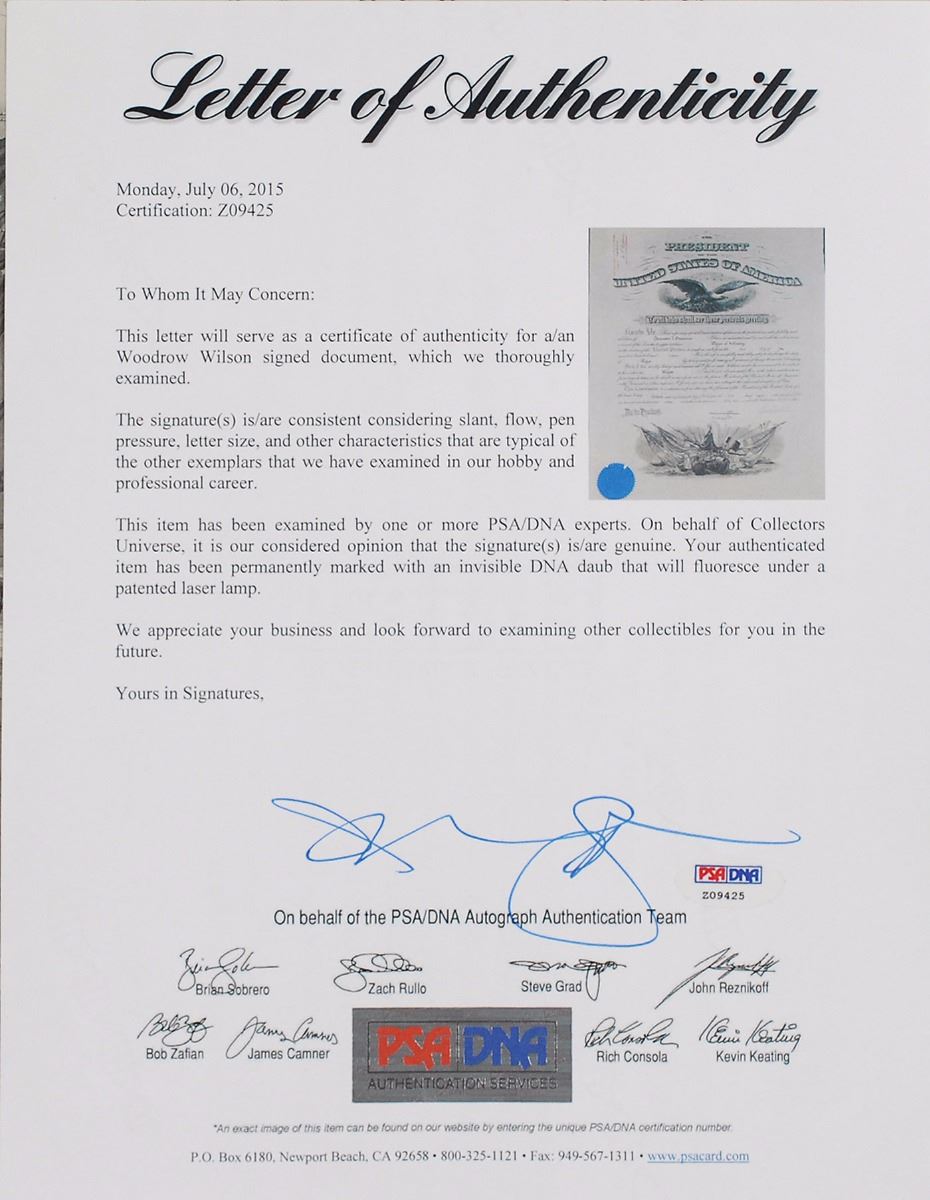 Letter of Authenticity
Monday, July 06, 2015
Certification: Z09425
PRESIDENT
UNITED STATES OF AMERICA
To Whom It May Concern:
This letter will serve as a certificate of authenticity for a/an
Woodrow Wilson signed document, which we thoroughly
examined.
The signature(s) is/are consistent considering slant, flow, pen
pressure, letter size, and other characteristics that are typical of
the other exemplars that we have examined in our hobby and
professional career.
This item has been examined by one or more PSA/DNA experts. On behalf of Collectors
Universe, it is our considered opinion that the signature(s) is/are genuine. Your authenticated
item has been permanently marked with an invisible DNA daub that will fluoresce under a
patented laser lamp.
We appreciate your business and look forward to examining other collectibles for you in the
future.
Yours in Signatures,
PSA DNA
Z09425
On behalf of the PSA/DNA Autograph Authentication Team
Brian Sobrero Zach Rullo Steve Grad John Reznikoff
Bob Zafian James Camner Rich Consola Kevin Keating
PSA DNA
AUTHENTICATION SERVICES
*An exact image of this item can be found on our website by entering the unique PSA/DNA certification number.
P.O. Box 6180, Newport Beach, CA 92658 • 800-325-1121 • Fax: 949-567-1311 • www.psacard.com